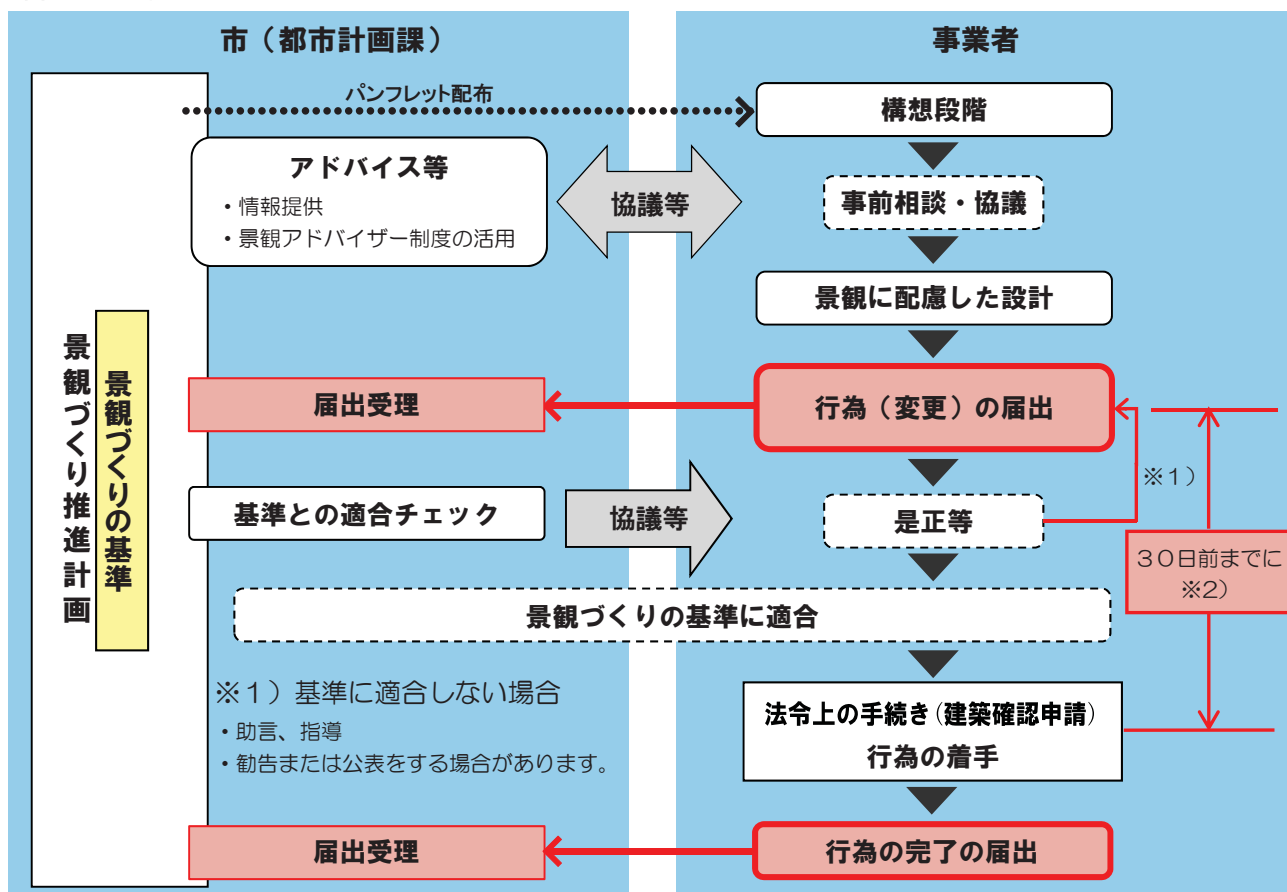 市（都市計画課）
事業者
パンフレット配布
構想段階
アドバイス等
・情報提供
・景観アドバイザー制度の活用
協議等
事前相談・協議
景観に配慮した設計
景観づくり推進計画
景観づくりの基準
届出受理
行為（変更）の届出
※１）
基準との適合チェック
協議等
是正等
３０日前までに
※2）
景観づくりの基準に適合
※１）基準に適合しない場合
・助言、指導
・勧告または公表をする場合があります。
法令上の手続き（建築確認申請）
行為の着手
届出受理
行為の完了の届出